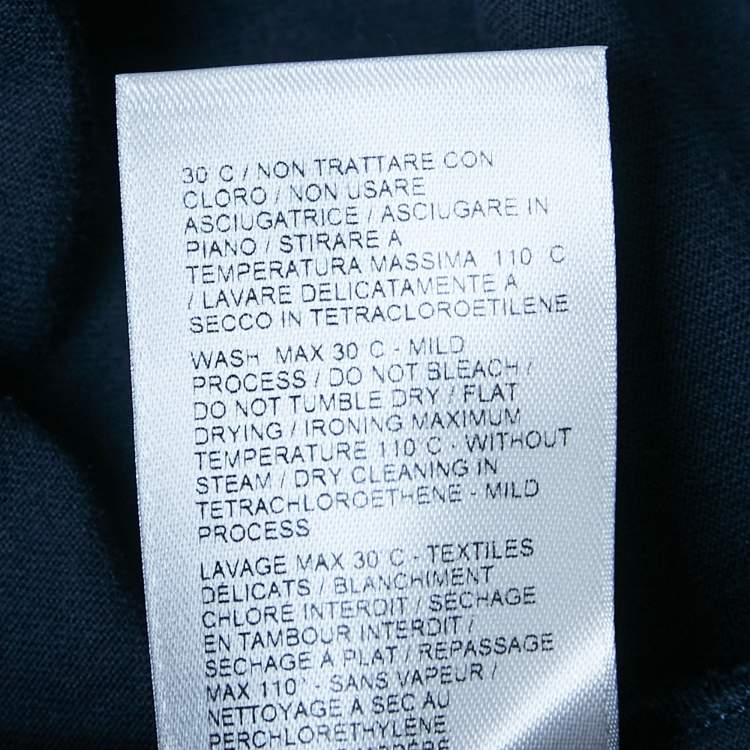 30 C / NON TRATTARE CON
CLORO / NON USARE
ASCIUGATRICE / ASCIUGARE IN
PIANO / STIRARE A
TEMPERATURA MASSIMA 110 C
/ LAVARE DELICATAMENTE A
SECCO IN TETRACLOROETILENE
WASH MAX 30 C - MILD
PROCESS / DO NOT BLEACH /
DO NOT TUMBLE DRY / FLAT
DRYING / IRONING MAXIMUM
TEMPERATURE 110°C - WITHOUT
STEAM / DRY CLEANING IN
TETRACHLOROETHENE - MILD
PROCESS
LAVAGE MAX 30°C - TEXTILES
DÉLICATS / BLANCHIMENT
CHLORÉ INTERDIT / SÉCHAGE
EN TAMBOUR INTERDIT /
SÉCHAGE A PLAT / REPASSAGE
MAX 110° - SANS VAPEUR /
NETTOYAGE A SEC AU
PERCHLORÉTHYLÈNE